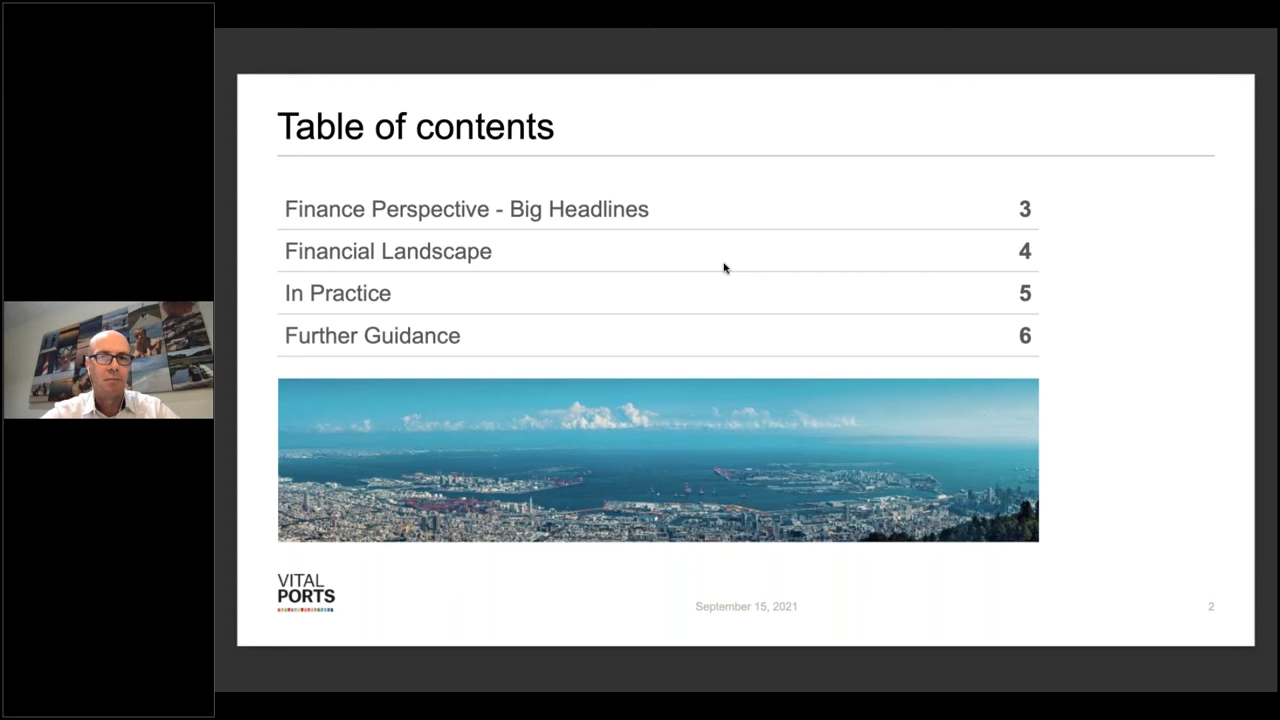 Table of contents
Finance Perspective - Big Headlines 3
Financial Landscape 4
In Practice 5
Further Guidance 6
VITAL
PORTS
September 15, 2021 2